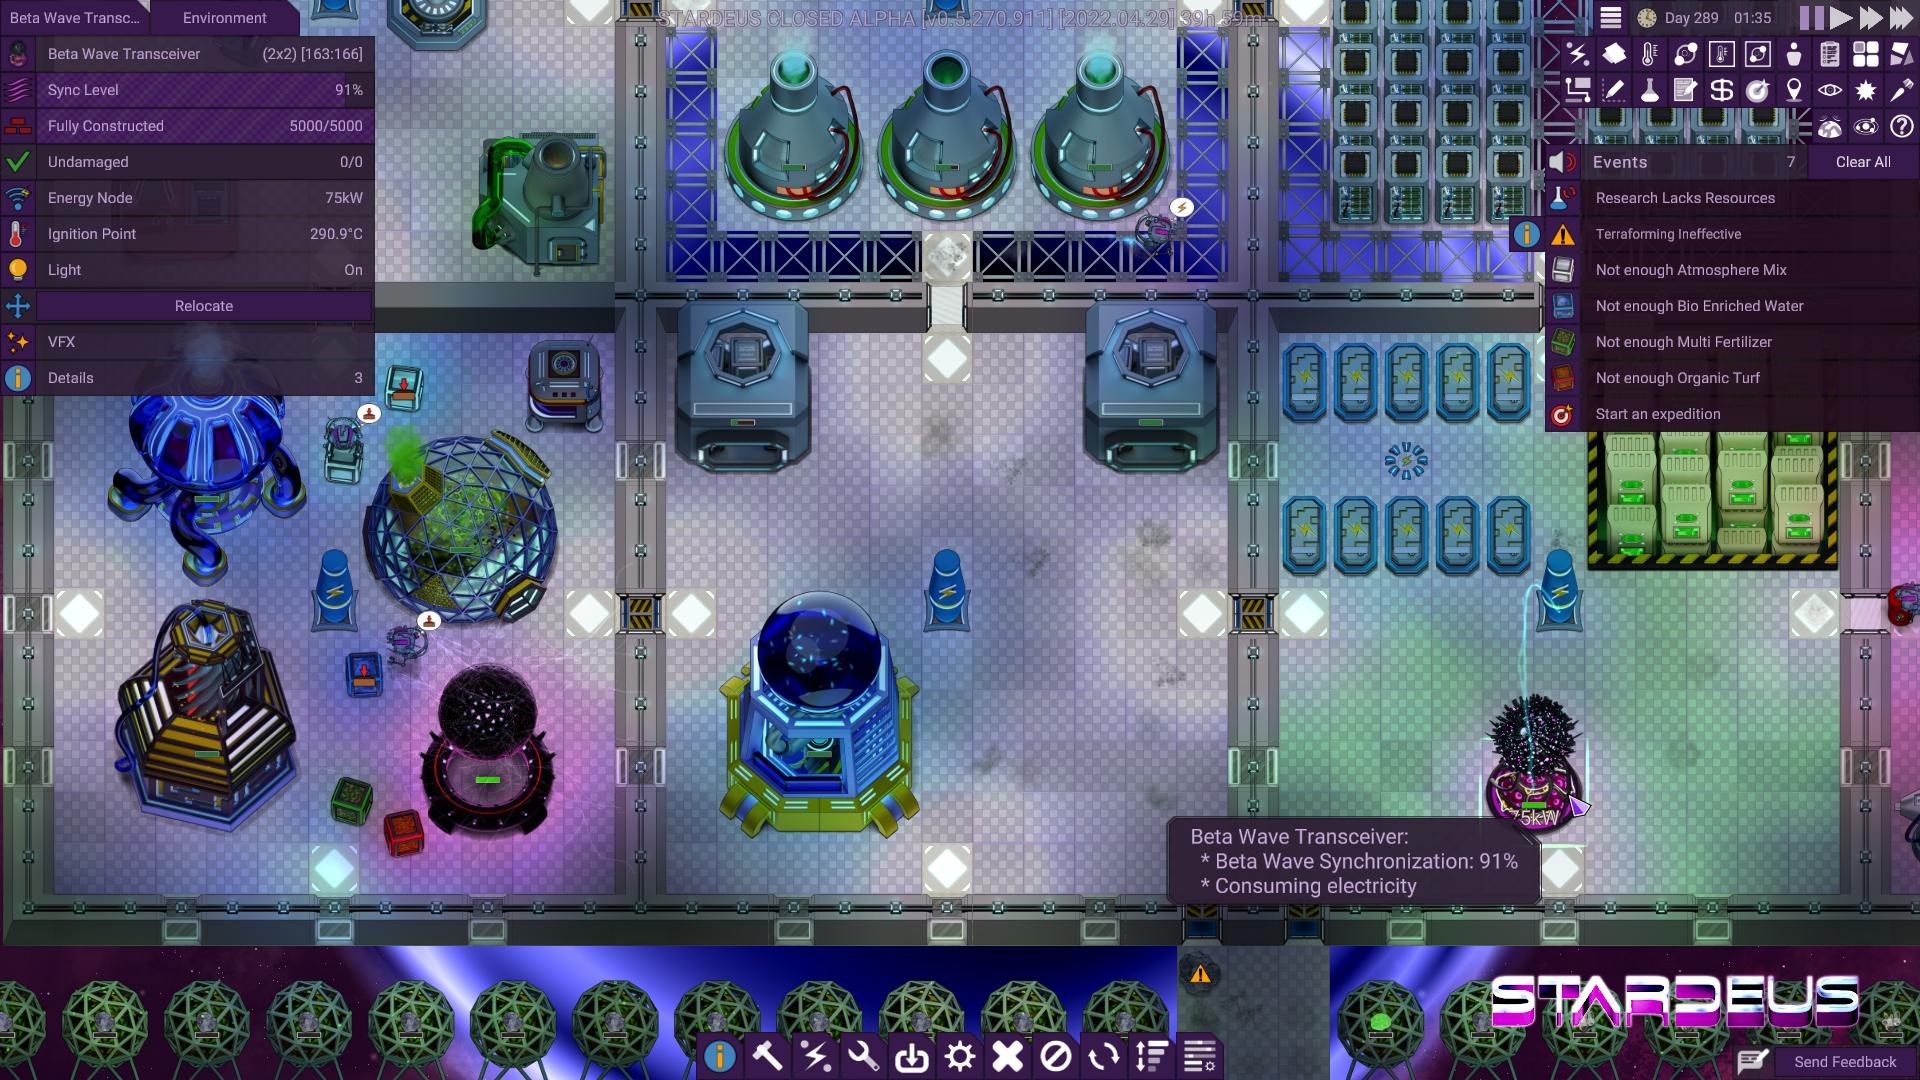 Beta Wave Transc...
Environment
STARDEUS CLOSED ALPHA [v0.5.270.911] [2022.04.29] 39h 59m
Day 289
01:35
Beta Wave Transceiver
(2x2) [163:166]
Sync Level
91%
Fully Constructed
5000/5000
Undamaged
0/0
Energy Node
75kW
Ignition Point
290.9°C
Light
On
Relocate
VFX
Details
3
Events
7
Clear All
Research Lacks Resources
Terraforming Ineffective
Not enough Atmosphere Mix
Not enough Bio Enriched Water
Not enough Multi Fertilizer
Not enough Organic Turf
Start an expedition
75kW
Beta Wave Transceiver:
* Beta Wave Synchronization: 91%
* Consuming electricity
STARDEUS
Send Feedback